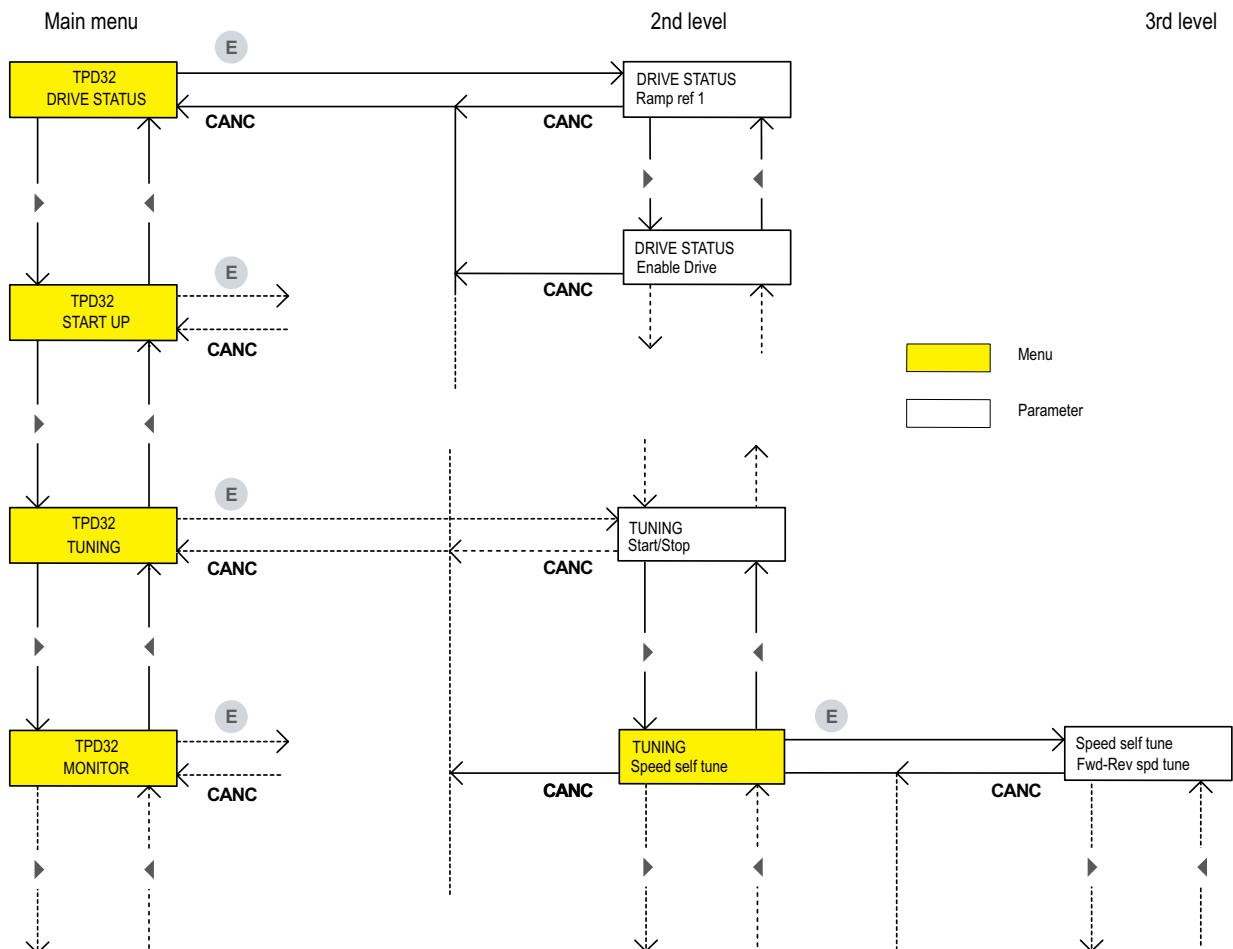 Main menu
2nd level
3rd level
E
TPD32
DRIVE STATUS
CANC
CANC
DRIVE STATUS
Ramp ref 1
DRIVE STATUS
Enable Drive
CANC
E
TPD32
START UP
CANC
Menu
Parameter
E
TPD32
TUNING
CANC
CANC
TUNING
Start/Stop
E
TPD32
MONITOR
CANC
CANC
TUNING
Speed self tune
E
CANC
Speed self tune
Fwd-Rev spd tune